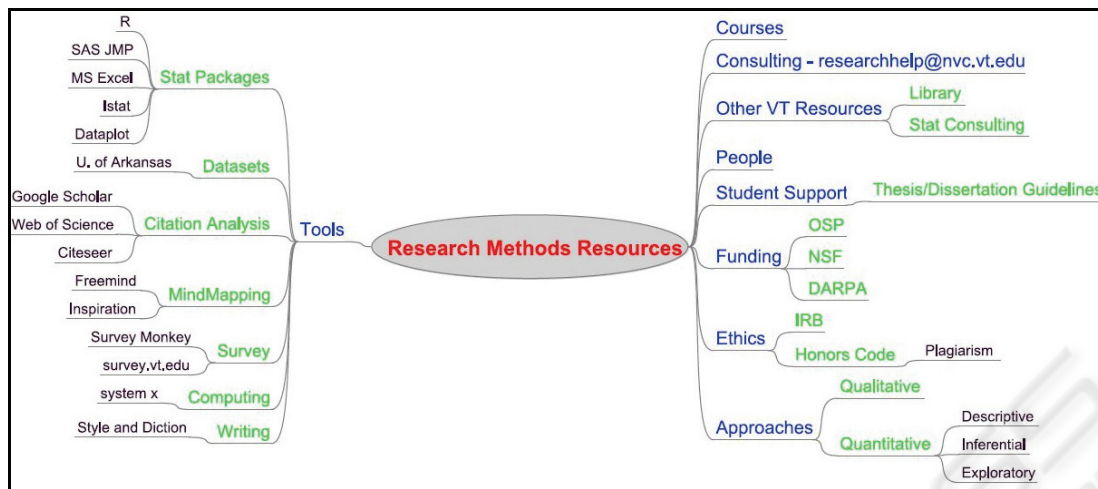 R
SAS JMP
MS Excel
Istat
Dataplot
Stat Packages
U. of Arkansas
Datasets
Google Scholar
Web of Science
Citeseer
Citation Analysis
Freemind
Inspiration
MindMapping
Survey Monkey
survey.vt.edu
Survey
system x
Computing
Style and Diction
Writing
Tools
Research Methods Resources
Courses
Consulting - researchhelp@nvc.vt.edu
Other VT Resources
Library
Stat Consulting
People
Student Support
Thesis/Dissertation Guidelines
Funding
OSP
NSF
DARPA
Ethics
IRB
Honors Code
Plagiarism
Approaches
Qualitative
Quantitative
Descriptive
Inferential
Exploratory